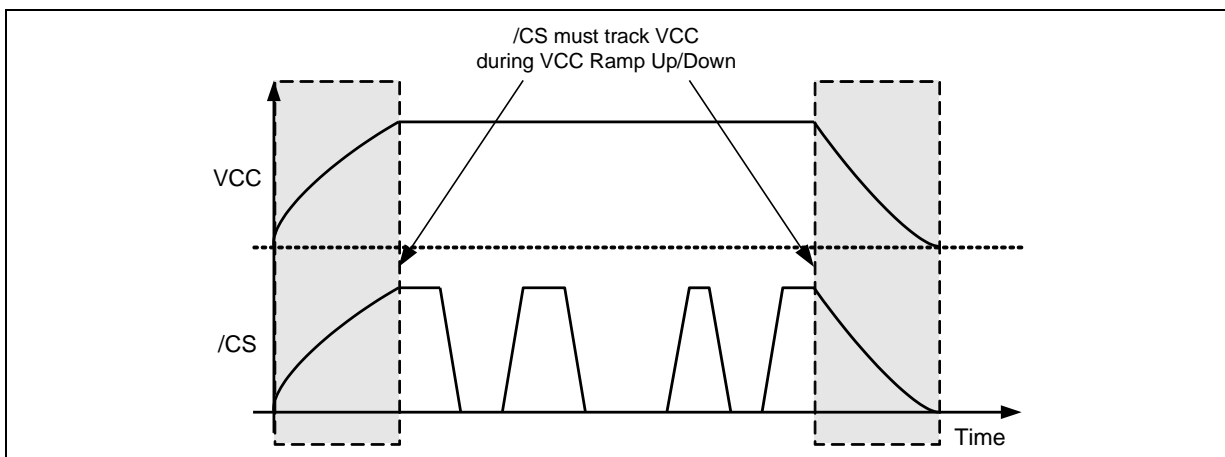 /CS must track VCC
during VCC Ramp Up/Down
VCC
/CS
Time